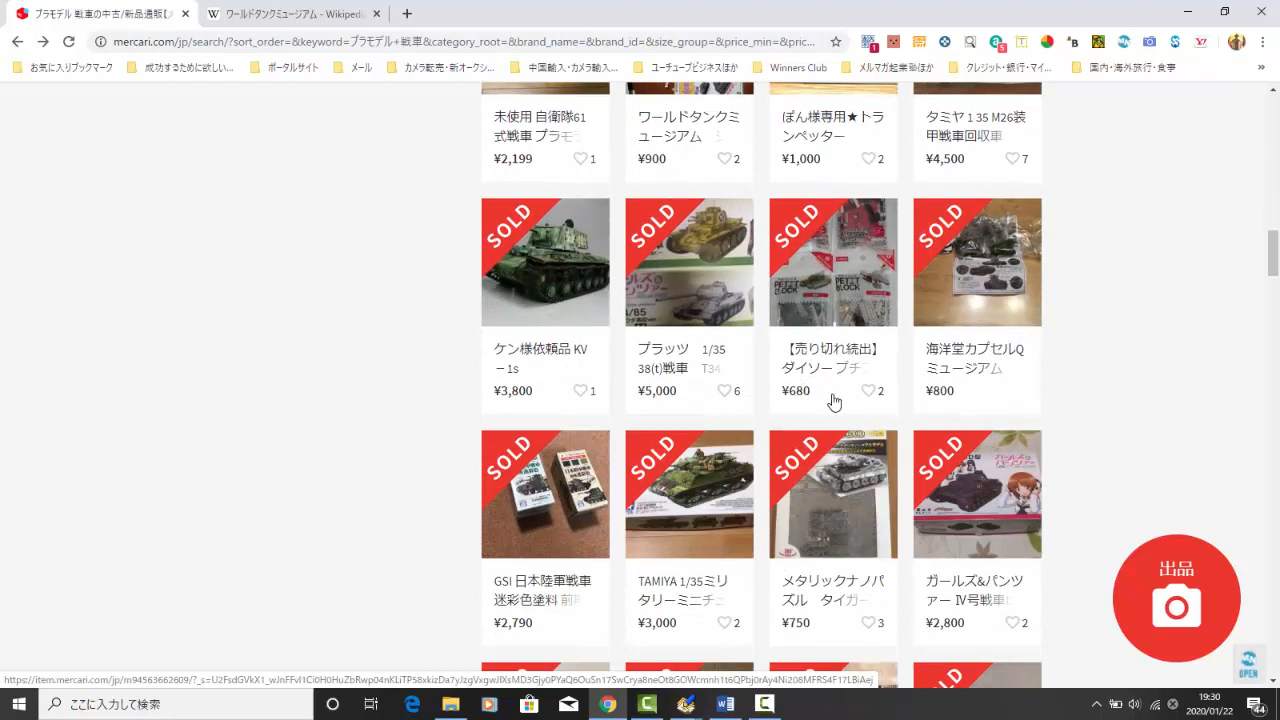 プラモデル 戦車の中古/新品通販【メ
ワールドタンクミュージアム - Wikipedi
mercari.com/jp/search/?sort_order=&keyword=プラモデル+戦車&category_root=&brand_name=&brand_id=&size_group=&price_min=&pric...
お気に入りブックマーク
成功するために欲しい...
ポータルサイト
メール
カメラ転売・新オークシ...
中国輸入・カメラ輸入...
ユーチューブビジネスほか
Winners Club
メルマガ起業塾ほか
クレジット・銀行・マイ...
国内・海外旅行・食事
未使用 自衛隊61
式戦車 プラモ
¥2,199
1
ワールドタンクミ
ュージアム
¥900
2
ぽん様専用★トラ
ンペッター
¥1,000
2
タミヤ 1 35 M26装
甲戦車回収車
¥4,500
7
SOLD
SOLD
SOLD
SOLD
ケン様依頼品 KV
－1s
¥3,800
1
プラッツ 1/35
38(t)戦車 T34
¥5,000
6
【売り切れ続出】
ダイソー プチ
¥680
2
海洋堂カプセルQ
ミュージアム
¥800
SOLD
SOLD
SOLD
SOLD
GSI 日本陸軍戦車
迷彩色塗料 前
¥2,790
TAMIYA 1/35ミリ
タリーミニチ
¥3,000
2
メタリックナノパ
ズル タイガー
¥750
3
ガールズ&パンツ
ァー Ⅳ号戦車
¥2,800
2
出品
OPEN
ここに入力して検索
19:30
2020/01/22
44